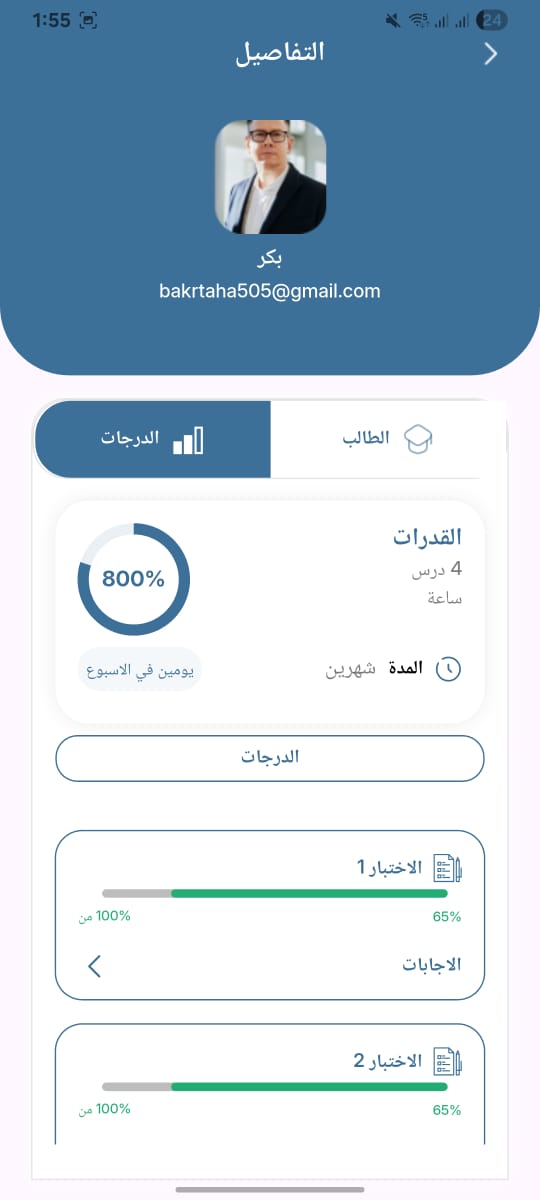 1:55
24
التفاصيل
بكر
bakrtaha505@gmail.com
الطالب
الدرجات
القدرات
4 درس
ساعة
800%
المدة شهرين
يومين في الاسبوع
الدرجات
الاختبار 1
65%
100% من
الاجابات
الاختبار 2
65%
100% من